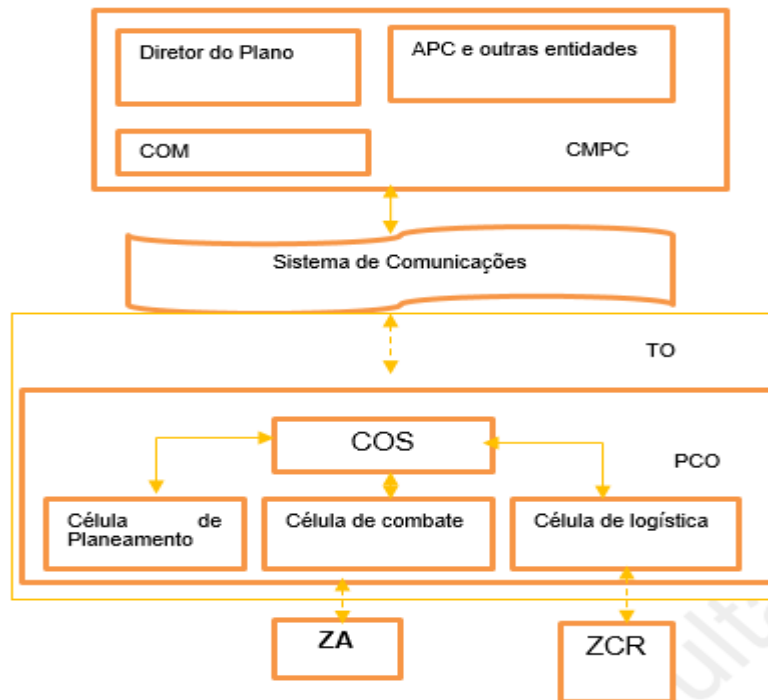 Diretor do Plano
APC e outras entidades
COM
CMPC
Sistema de Comunicações
TO
COS
PCO
Célula de
Planeamento
Célula de combate
Célula de logística
ZA
ZCR